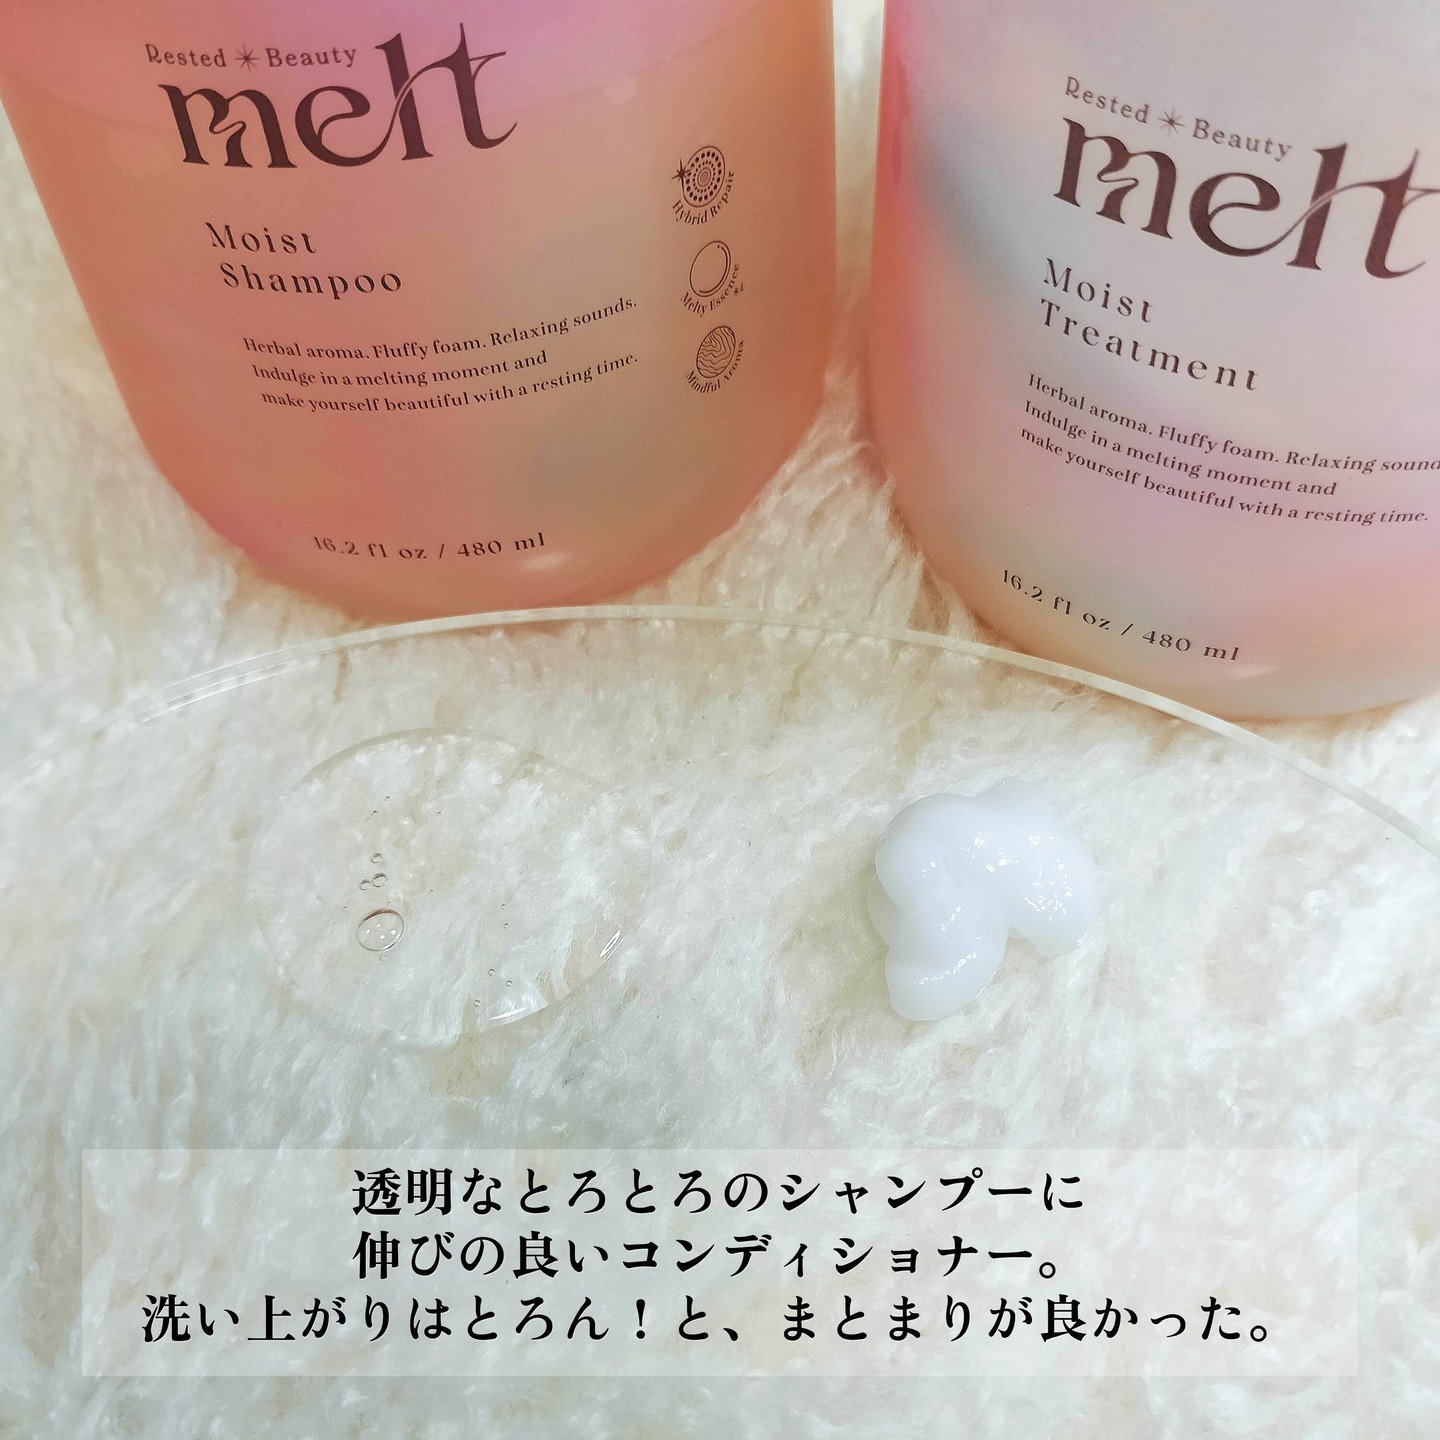 Rested Beauty
melt
Moist
Shampoo
Herbal aroma. Fluffy foam. Relaxing sounds.
Indulge in a melting moment and
make yourself beautiful with a resting time.
16.2 fl oz / 480 ml
Hybrid Repair
Melty Essence
Mindful Aroma
Rested Beauty
melt
Moist
Treatment
Herbal aroma. Fluffy foam. Relaxing sound
Indulge in a melting moment and
make yourself beautiful with a resting time.
16.2 fl oz / 480 ml
透明なとろとろのシャンプーに
伸びの良いコンディショナー。
洗い上がりはとろん！と、まとまりが良かった。